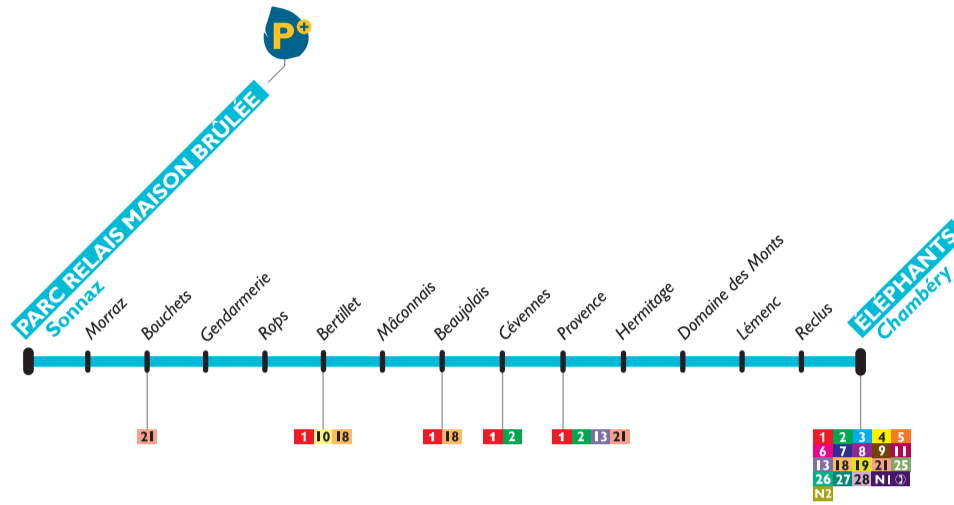 P+
PARC RELAIS MAISON BRÛLÉE
Sonnaz
Morraz
Bouchets
Gendarmerie
Rops
Bertillet
Mâconnais
Beaujolais
Cévennes
Provence
Hermitage
Domaine des Monts
Lémenc
Reclus
ÉLÉPHANTS
Chambéry
21
1 10 18
1 18
1 2
1 2 13 21
1 2 3 4 5
6 7 8 9 11
13 18 19 21 25
26 27 28 N1
N2